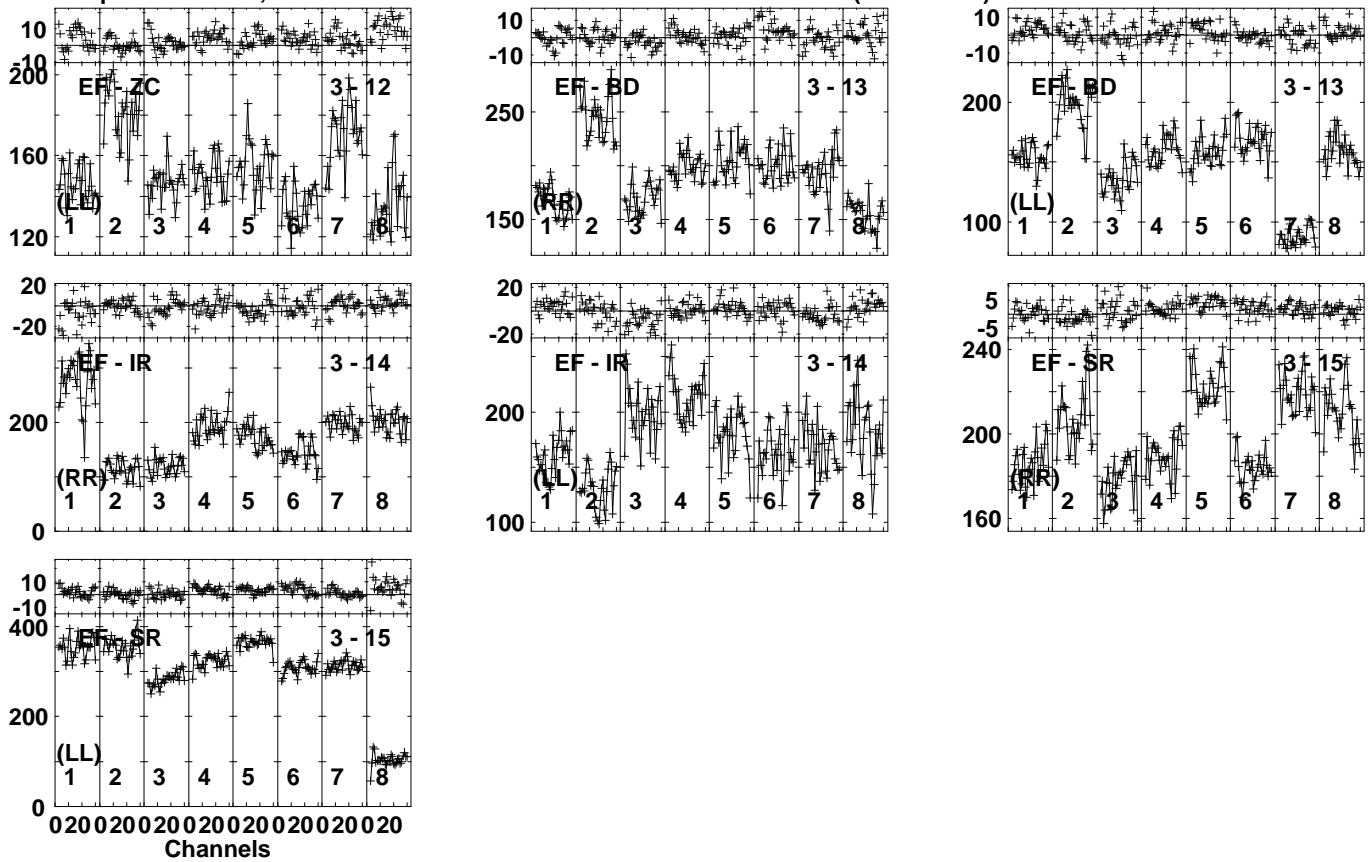 10
-10
200
EF - ZC 3 - 12
160
(LL)
120
1 2 3 4 5 6 7 8
10
-10
EF - BD 3 - 13
250
(RR)
150
1 2 3 4 5 6 7 8
10
-10
EF - BD 3 - 13
200
(LL)
100
1 2 3 4 5 6 7 8
20
-20
EF - IR 3 - 14
200
(RR)
1 2 3 4 5 6 7 8
0
20
-20
EF - IR 3 - 14
200
(LL)
1 2 3 4 5 6 7 8
100
5
-5
240
EF - SR 3 - 15
200
(RR)
1 2 3 4 5 6 7 8
160
10
-10
400
EF - SR 3 - 15
200
(LL)
1 2 3 4 5 6 7 8
0
0 20 0 20 0 20 0 20 0 20 0 20 0 20 0 20
Channels